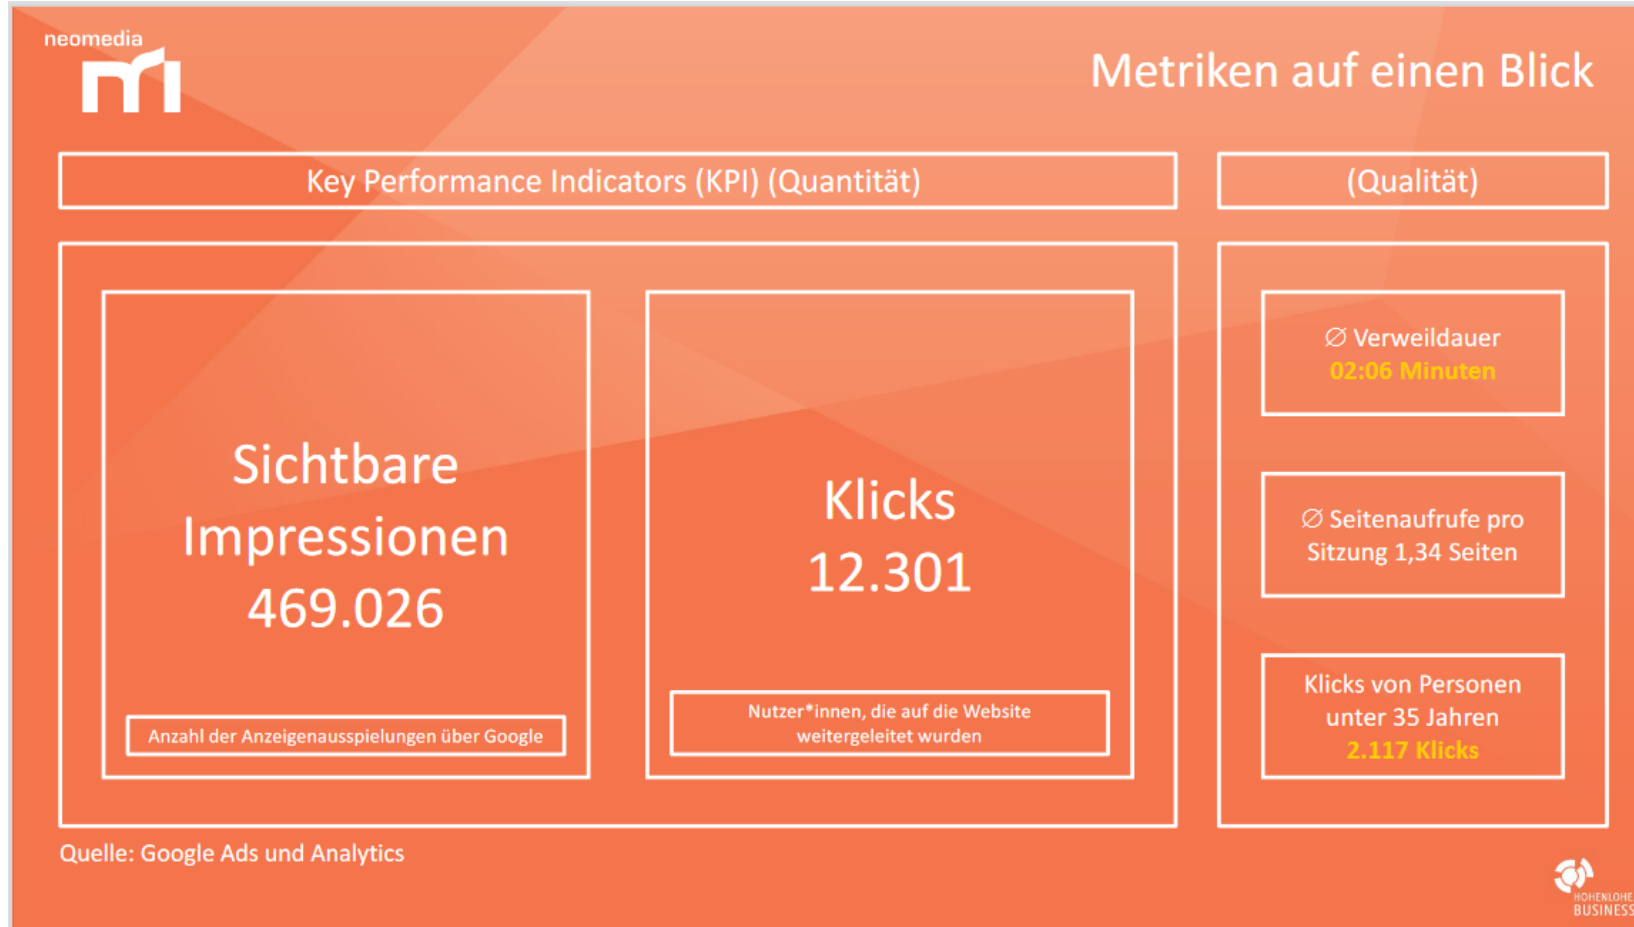 neomedia
Metriken auf einen Blick
Key Performance Indicators (KPI) (Quantität)
(Qualität)
Sichtbare
Impressionen
469.026
Anzahl der Anzeigenausspielungen über Google
Klicks
12.301
Nutzer*innen, die auf die Website
weitergeleitet wurden
∅ Verweildauer
02:06 Minuten
∅ Seitenaufrufe pro
Sitzung 1,34 Seiten
Klicks von Personen
unter 35 Jahren
2.117 Klicks
Quelle: Google Ads und Analytics
HOHENLOHE
BUSINESS